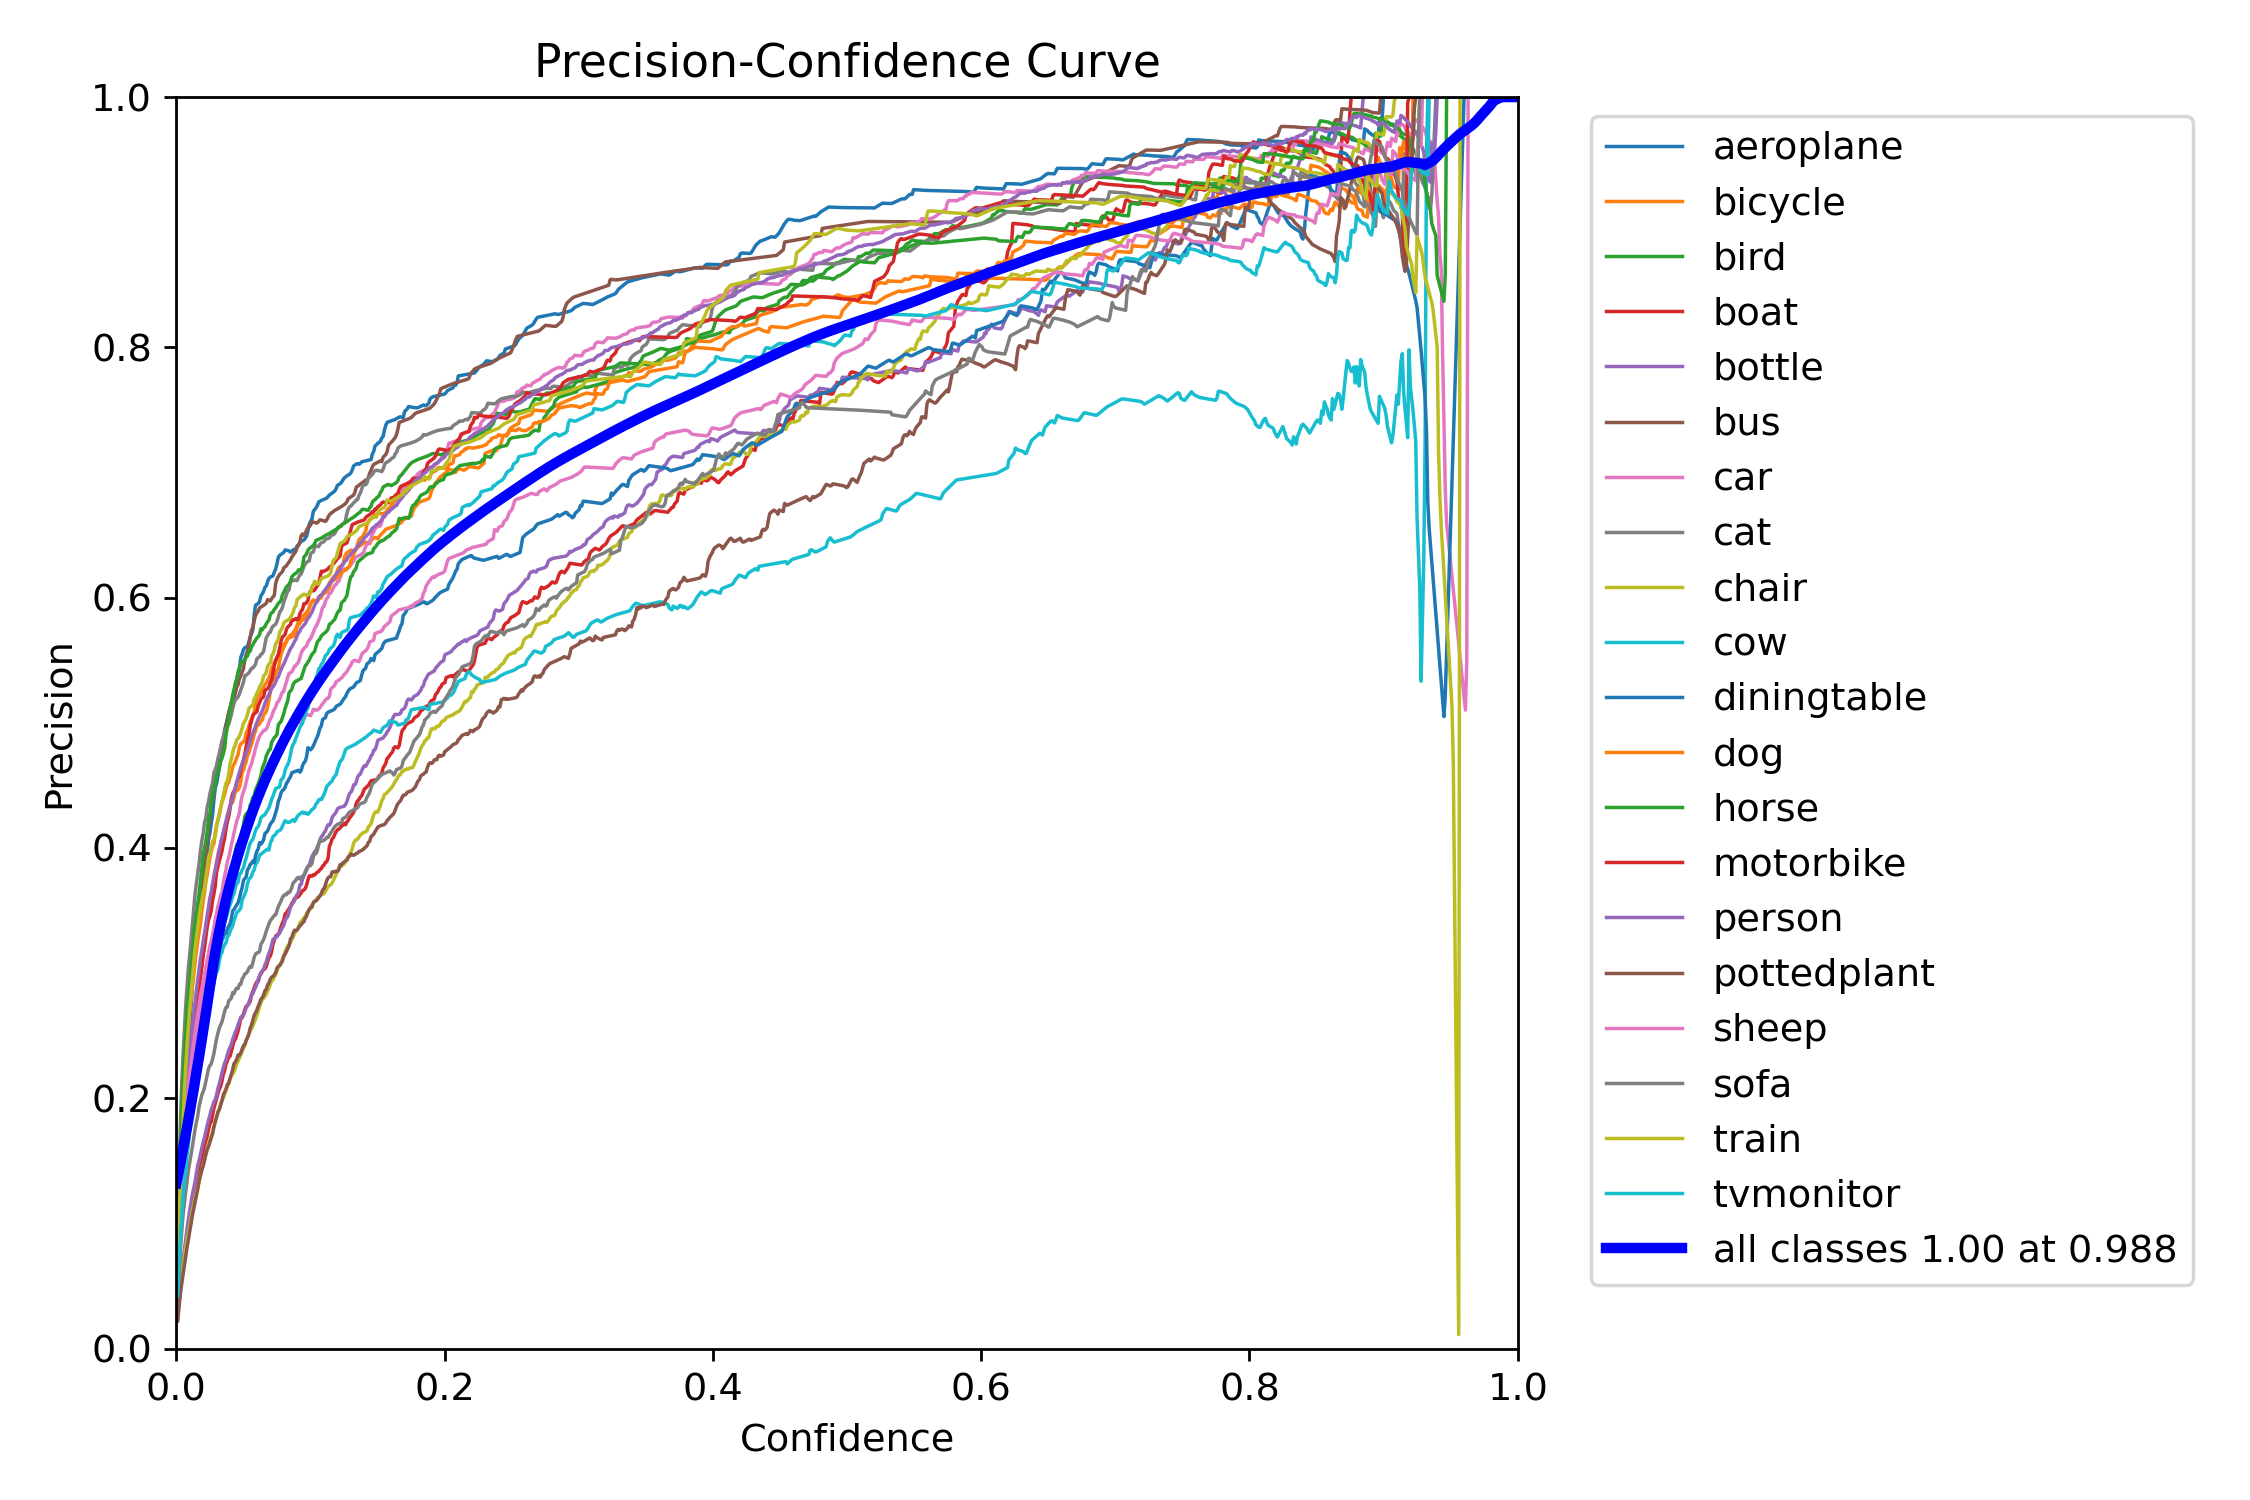 Precision-Confidence Curve
1.0
0.8
0.6
0.4
0.2
0.0
Precision
0.0 0.2 0.4 0.6 0.8 1.0
Confidence
aeroplane
bicycle
bird
boat
bottle
bus
car
cat
chair
cow
diningtable
dog
horse
motorbike
person
pottedplant
sheep
sofa
train
tvmonitor
all classes 1.00 at 0.988